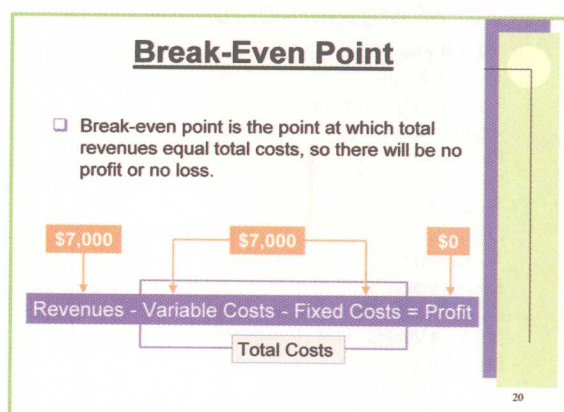 Break-Even Point
❑ Break-even point is the point at which total
revenues equal total costs, so there will be no
profit or no loss.
$7,000 $7,000 $0
Revenues - Variable Costs - Fixed Costs = Profit
Total Costs
20